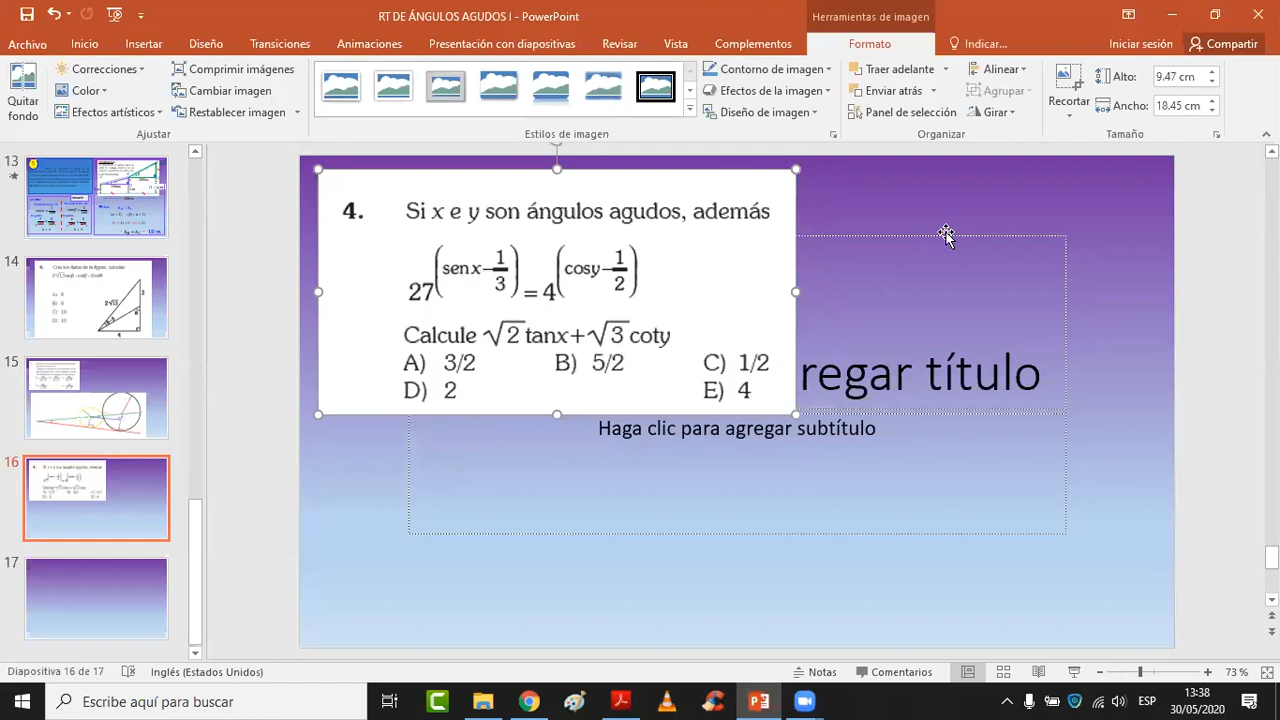 RT DE ÁNGULOS AGUDOS I - PowerPoint
Herramientas de imagen
Archivo Inicio Insertar Diseño Transiciones Animaciones Presentación con diapositivas Revisar Vista Complementos Formato Indicar... Iniciar sesión Compartir
Quitar fondo
Correcciones
Color
Efectos artísticos
Comprimir imágenes
Cambiar imagen
Restablecer imagen
Ajustar
Estilos de imagen
Contorno de imagen
Efectos de la imagen
Diseño de imagen
Traer adelante
Enviar atrás
Panel de selección
Alinear
Agrupar
Girar
Organizar
Recortar
Alto: 9.47 cm
Ancho: 18.45 cm
Tamaño
13
14
15
16
17
4. Si x e y son ángulos agudos, además
27^(senx−1/3) = 4^(cosy−1/2)
Calcule √2 tanx+√3 coty
A) 3/2 B) 5/2 C) 1/2
D) 2 E) 4
regar título
Haga clic para agregar subtítulo
Diapositiva 16 de 17 Inglés (Estados Unidos) Notas Comentarios 73 %
Escribe aquí para buscar
ESP
13:38
30/05/2020